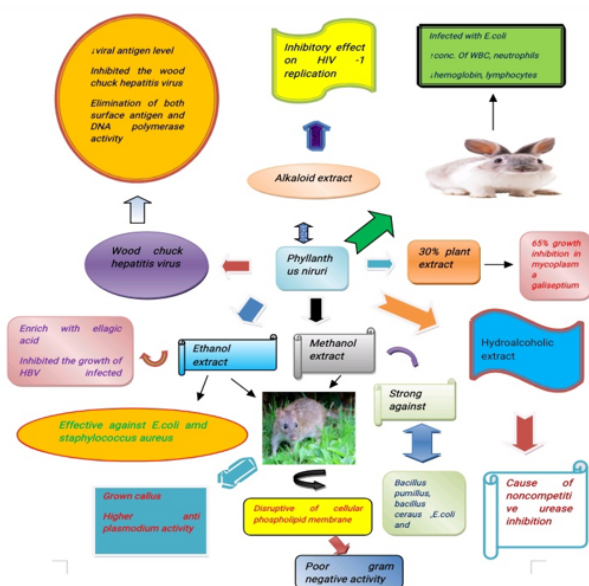 ↓viral antigen level
Inhibited the wood
chuck hepatitis virus
Elimination of both
surface antigen and
DNA polymerase
activity
Inhibitory effect
on HIV -1
replication
Infected with E.coli
↑conc. Of WBC, neutrophils
↓hemoglobin, lymphocytes
Alkaloid extract
Wood chuck
hepatitis virus
Phyllanth
us niruri
30% plant
extract
65% growth
inhibition in
mycoplasm
a
galiseptium
Enrich with ellagic
acid
Inhibited the growth of
HBV infected
Ethanol
extract
Methanol
extract
Hydroalcoholic
extract
Strong
against
Effective against E.coli amd
staphylococcus aureus
Grown callus
Higher anti
plasmodium activity
Disruptive of cellular
phospholipid membrane
Bacillus
pumillus,
bacillus
ceraus ,E.coli
and
Cause of
noncompetiti
ve urease
inhibition
Poor gram
negative activity